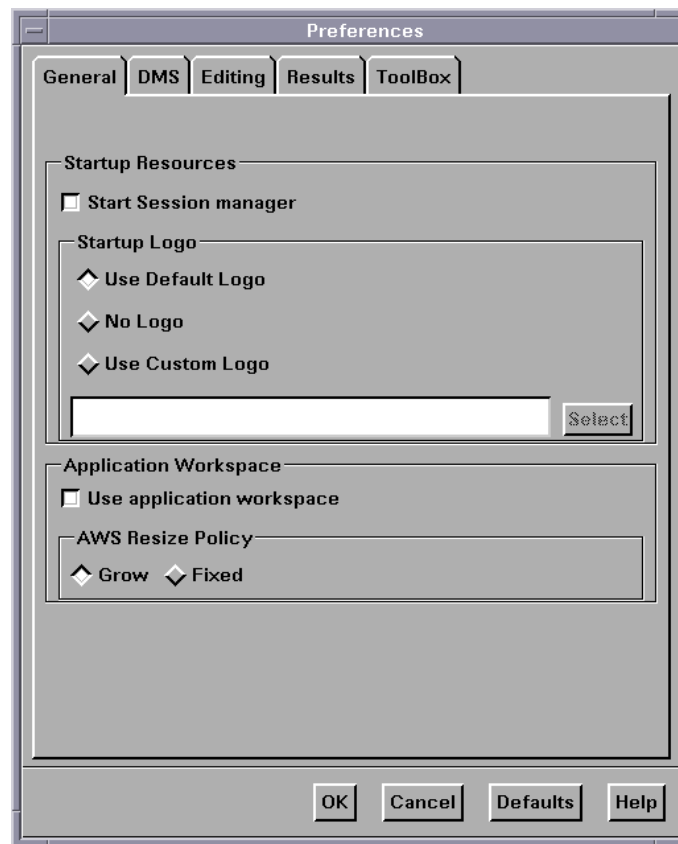 Preferences
General DMS Editing Results ToolBox
Startup Resources
Start Session manager
Startup Logo
Use Default Logo
No Logo
Use Custom Logo
Select
Application Workspace
Use application workspace
AWS Resize Policy
Grow Fixed
OK Cancel Defaults Help